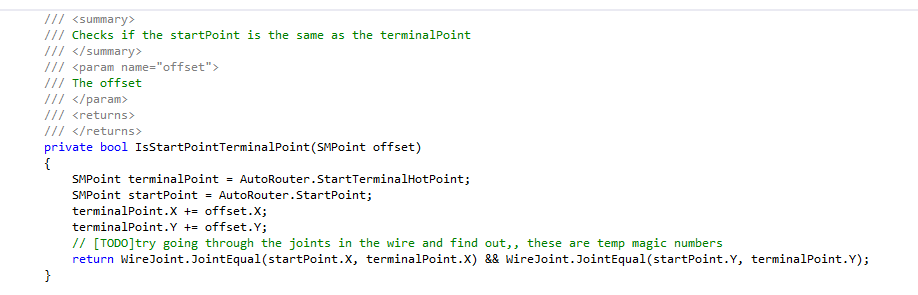 /// <summary>
/// Checks if the startPoint is the same as the terminalPoint
/// </summary>
/// <param name="offset">
/// The offset
/// </param>
/// <returns>
/// </returns>
private bool IsStartPointTerminalPoint(SMPoint offset)
{
SMPoint terminalPoint = AutoRouter.StartTerminalHotPoint;
SMPoint startPoint = AutoRouter.StartPoint;
terminalPoint.X += offset.X;
terminalPoint.Y += offset.Y;
// [TODO]try going through the joints in the wire and find out,, these are temp magic numbers
return WireJoint.JointEqual(startPoint.X, terminalPoint.X) && WireJoint.JointEqual(startPoint.Y, terminalPoint.Y);
}